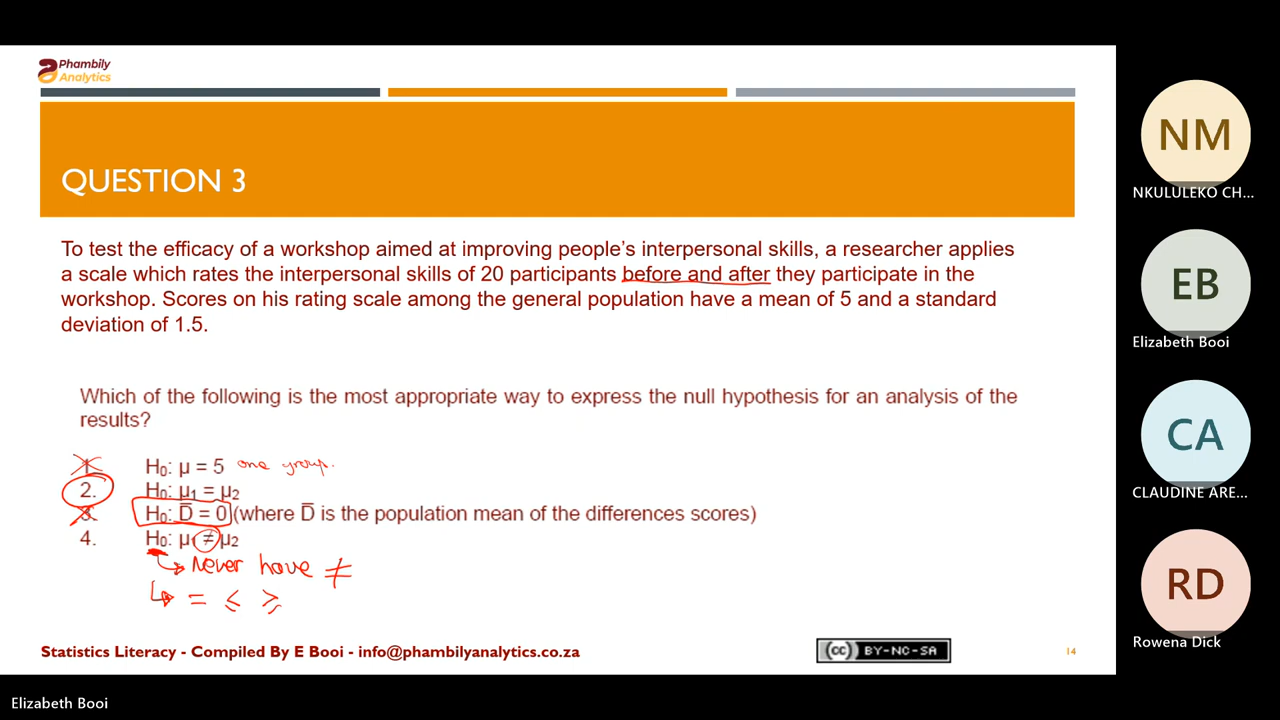 Phambily
Analytics
QUESTION 3
To test the efficacy of a workshop aimed at improving people's interpersonal skills, a researcher applies
a scale which rates the interpersonal skills of 20 participants before and after they participate in the
workshop. Scores on his rating scale among the general population have a mean of 5 and a standard
deviation of 1.5.
Which of the following is the most appropriate way to express the null hypothesis for an analysis of the
results?
1. H₀: μ = 5 one group.
2. H₀: μ₁ = μ₂
3. H₀: D̅ = 0 (where D̅ is the population mean of the differences scores)
4. H₀: μ₁ ≠ μ₂
Never have ≠
= ≤ ≥
Statistics Literacy - Compiled By E Booi - info@phambilyanalytics.co.za
cc BY-NC-SA
14
NM
NKULULEKO CH...
EB
Elizabeth Booi
CA
CLAUDINE ARE...
RD
Rowena Dick
Elizabeth Booi